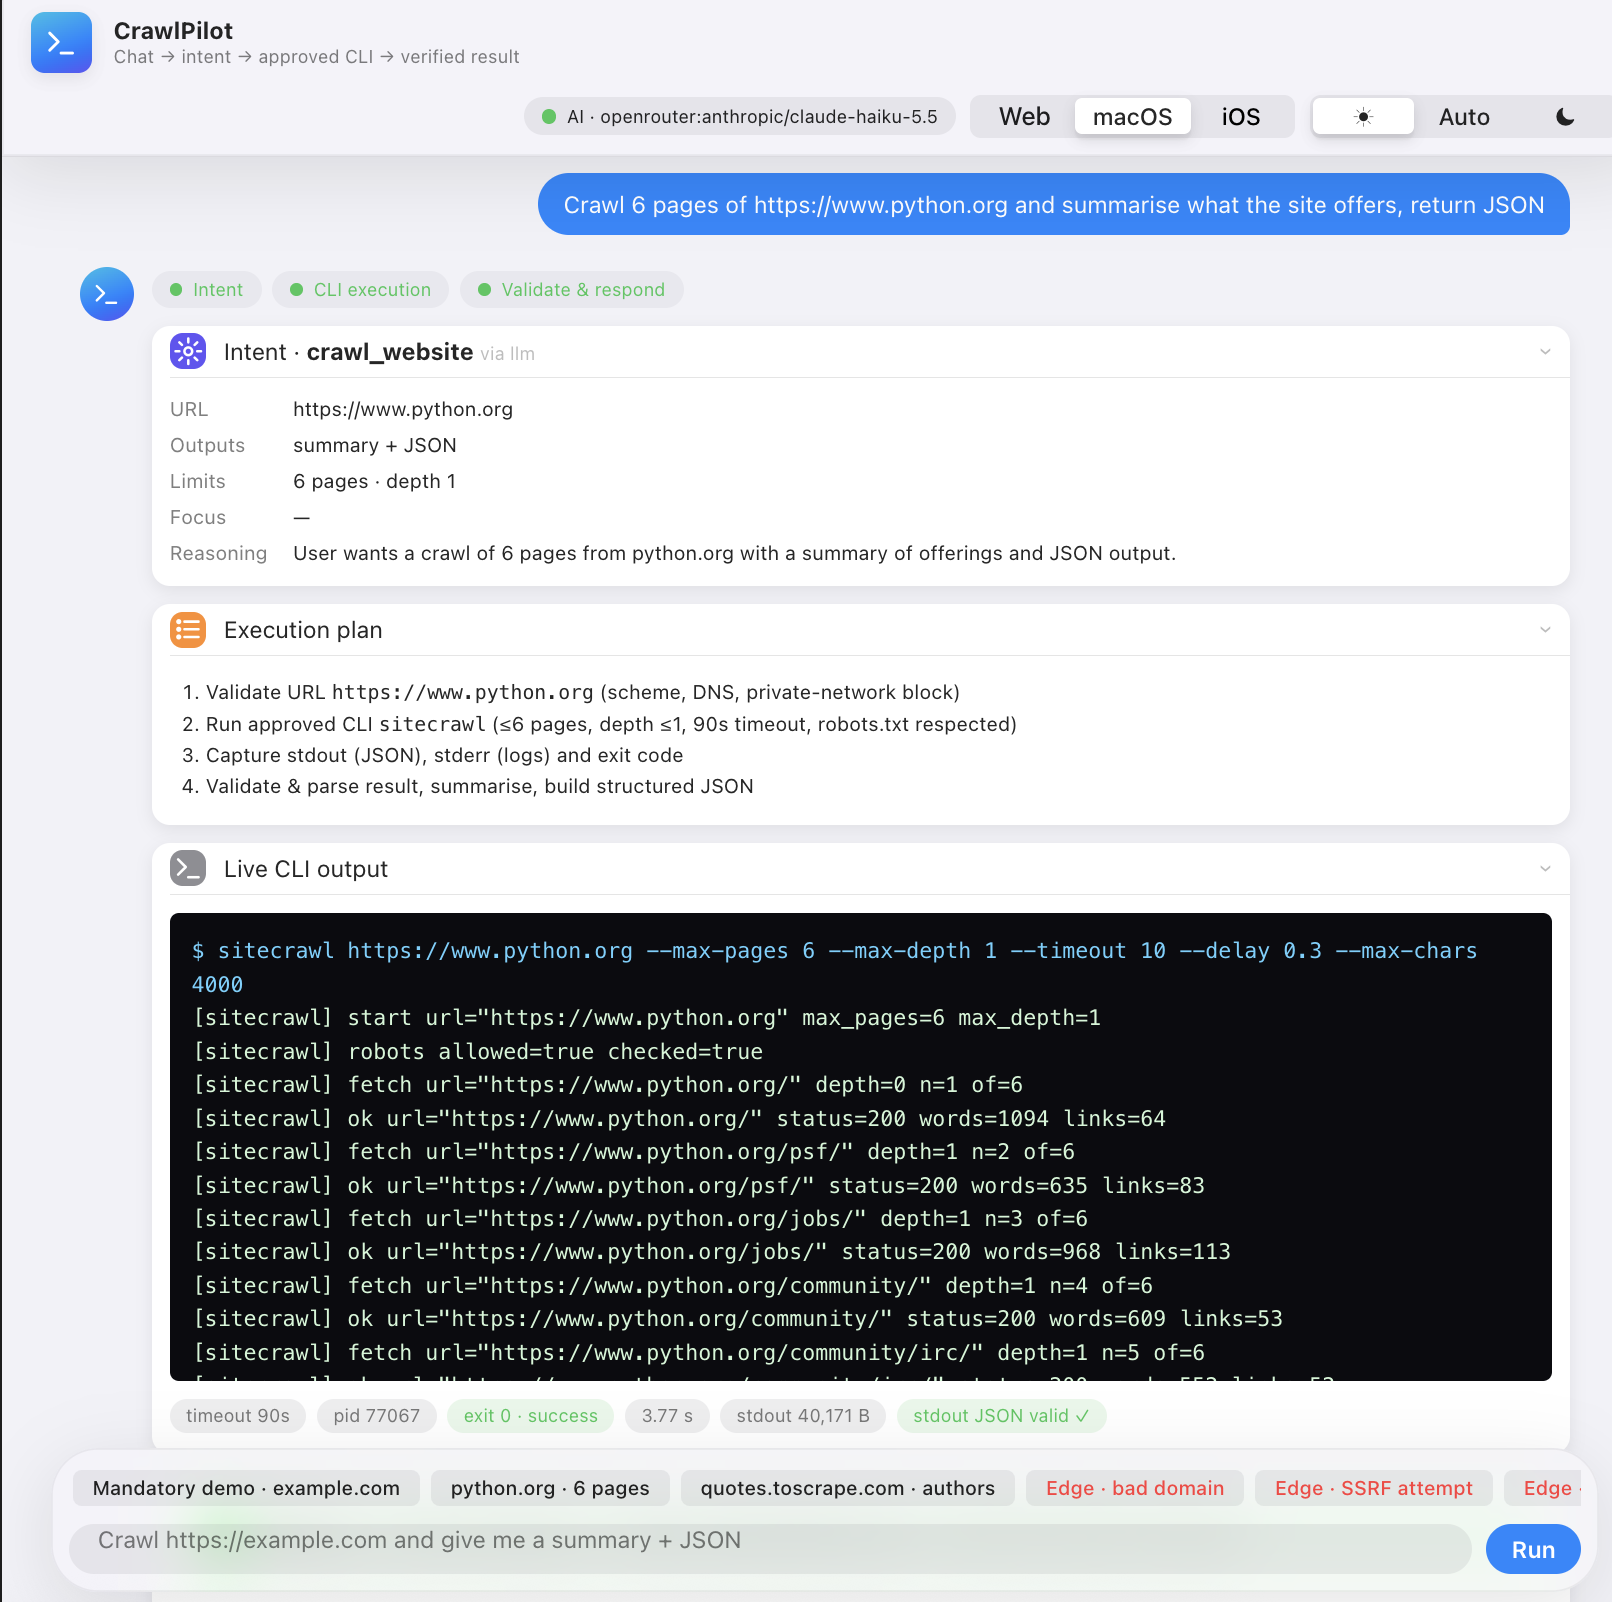 CrawlPilot
Chat → intent → approved CLI → verified result
AI · openrouter:anthropic/claude-haiku-5.5
Web macOS iOS
Auto
Crawl 6 pages of https://www.python.org and summarise what the site offers, return JSON
Intent CLI execution Validate & respond
Intent · crawl_website via llm
URL https://www.python.org
Outputs summary + JSON
Limits 6 pages · depth 1
Focus —
Reasoning User wants a crawl of 6 pages from python.org with a summary of offerings and JSON output.
Execution plan
1. Validate URL https://www.python.org (scheme, DNS, private-network block)
2. Run approved CLI sitecrawl (≤6 pages, depth ≤1, 90s timeout, robots.txt respected)
3. Capture stdout (JSON), stderr (logs) and exit code
4. Validate & parse result, summarise, build structured JSON
Live CLI output
$ sitecrawl https://www.python.org --max-pages 6 --max-depth 1 --timeout 10 --delay 0.3 --max-chars
4000
[sitecrawl] start url="https://www.python.org" max_pages=6 max_depth=1
[sitecrawl] robots allowed=true checked=true
[sitecrawl] fetch url="https://www.python.org/" depth=0 n=1 of=6
[sitecrawl] ok url="https://www.python.org/" status=200 words=1094 links=64
[sitecrawl] fetch url="https://www.python.org/psf/" depth=1 n=2 of=6
[sitecrawl] ok url="https://www.python.org/psf/" status=200 words=635 links=83
[sitecrawl] fetch url="https://www.python.org/jobs/" depth=1 n=3 of=6
[sitecrawl] ok url="https://www.python.org/jobs/" status=200 words=968 links=113
[sitecrawl] fetch url="https://www.python.org/community/" depth=1 n=4 of=6
[sitecrawl] ok url="https://www.python.org/community/" status=200 words=609 links=53
[sitecrawl] fetch url="https://www.python.org/community/irc/" depth=1 n=5 of=6
timeout 90s pid 77067 exit 0 · success 3.77 s stdout 40,171 B stdout JSON valid ✓
Mandatory demo · example.com python.org · 6 pages quotes.toscrape.com · authors Edge · bad domain Edge · SSRF attempt Edge ·
Crawl https://example.com and give me a summary + JSON
Run